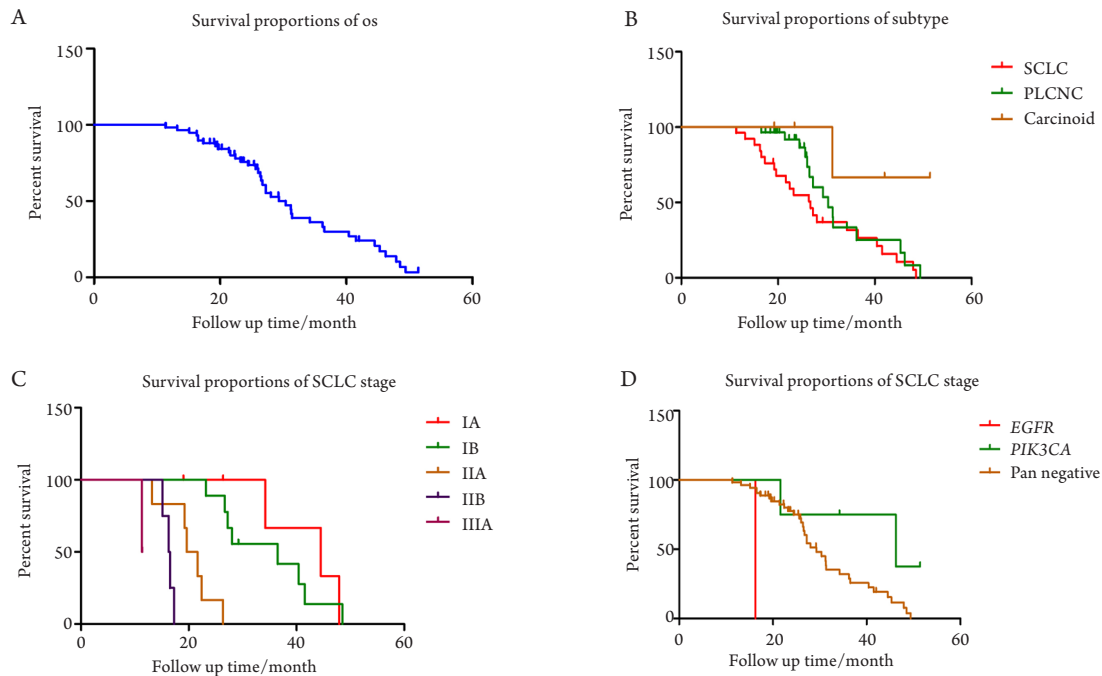 A
Survival proportions of os
150
100
50
0
Percent survival
0 20 40 60
Follow up time/month
B
Survival proportions of subtype
150
100
50
0
Percent survival
0 20 40 60
Follow up time/month
SCLC
PLCNC
Carcinoid
C
Survival proportions of SCLC stage
150
100
50
0
Percent survival
0 20 40 60
Follow up time/month
IA
IB
IIA
IIB
IIIA
D
Survival proportions of SCLC stage
150
100
50
0
Percent survival
0 20 40 60
Follow up time/month
EGFR
PIK3CA
Pan negative